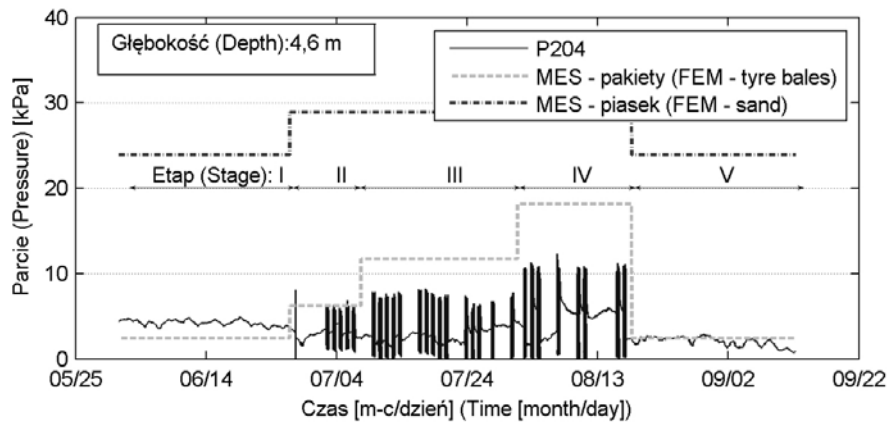 40
30
20
10
0
Parcie (Pressure) [kPa]
Głębokość (Depth):4,6 m
P204
MES - pakiety (FEM - tyre bales)
MES - piasek (FEM - sand)
Etap (Stage): I II III IV V
05/25 06/14 07/04 07/24 08/13 09/02 09/22
Czas [m-c/dzień] (Time [month/day])